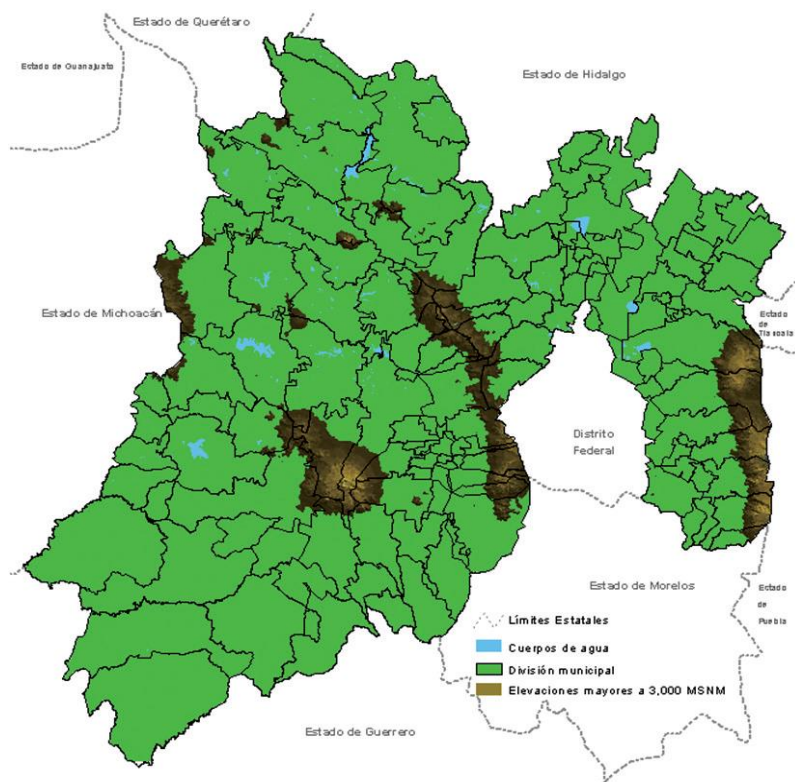 Estado de Querétaro
Estado de Guanajuato
Estado de Hidalgo
Estado de Michoacán
Estado
de
Tlaxcala
Distrito
Federal
Estado de Morelos
Estado
de
Puebla
Límites Estatales
Cuerpos de agua
División municipal
Elevaciones mayores a 3,000 MSNM
Estado de Guerrero